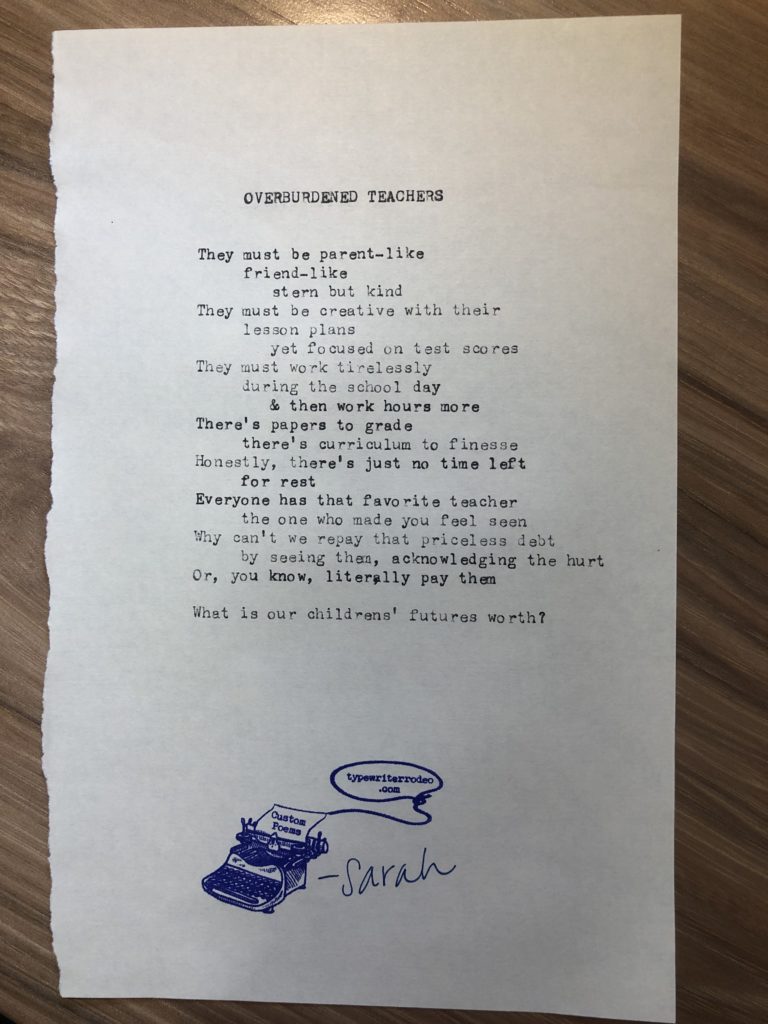 OVERBURDENED TEACHERS
They must be parent-like
friend-like
stern but kind
They must be creative with their
lesson plans
yet focused on test scores
They must work tirelessly
during the school day
& then work hours more
There's papers to grade
there's curriculum to finesse
Honestly, there's just no time left
for rest
Everyone has that favorite teacher
the one who made you feel seen
Why can't we repay that priceless debt
by seeing them, acknowledging the hurt
Or, you know, literally pay them
What is our childrens' futures worth?
typewriterrodeo
.com
Custom
Poems
-Sarah